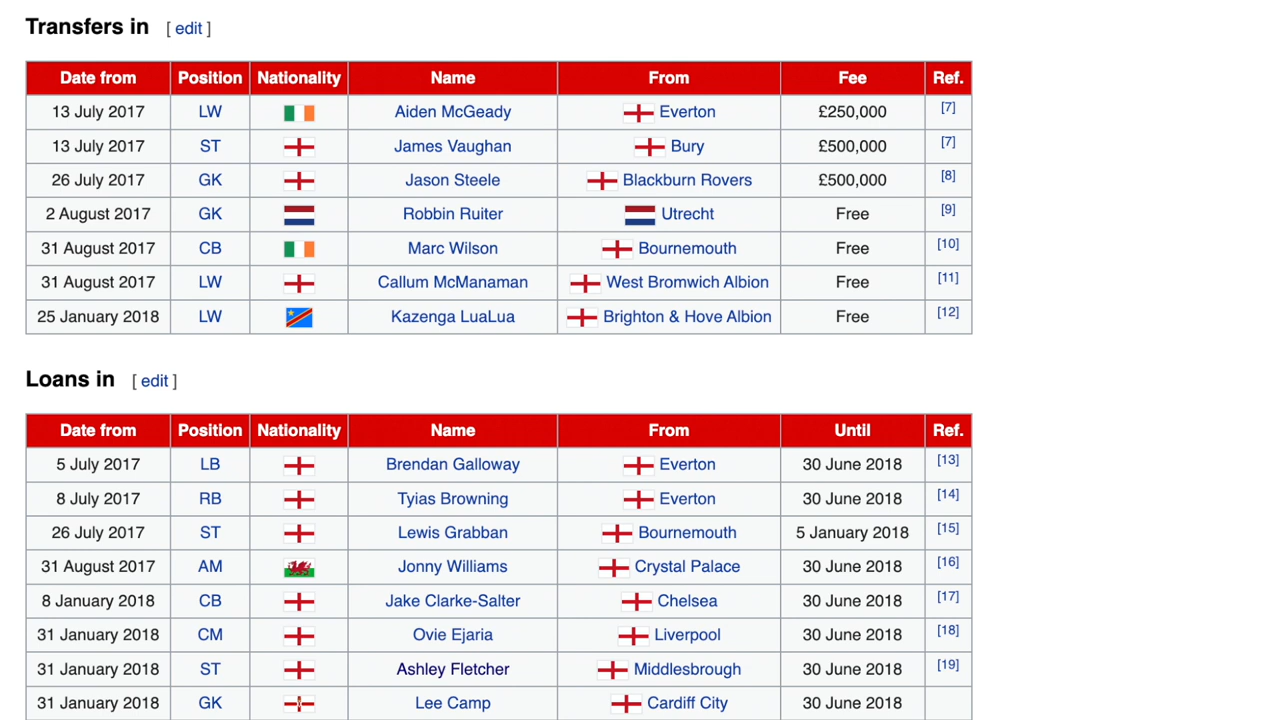 Transfers in [ edit ]
Date from Position Nationality Name From Fee Ref.
13 July 2017 LW Aiden McGeady Everton £250,000 [7]
13 July 2017 ST James Vaughan Bury £500,000 [7]
26 July 2017 GK Jason Steele Blackburn Rovers £500,000 [8]
2 August 2017 GK Robbin Ruiter Utrecht Free [9]
31 August 2017 CB Marc Wilson Bournemouth Free [10]
31 August 2017 LW Callum McManaman West Bromwich Albion Free [11]
25 January 2018 LW Kazenga LuaLua Brighton & Hove Albion Free [12]
Loans in [ edit ]
Date from Position Nationality Name From Until Ref.
5 July 2017 LB Brendan Galloway Everton 30 June 2018 [13]
8 July 2017 RB Tyias Browning Everton 30 June 2018 [14]
26 July 2017 ST Lewis Grabban Bournemouth 5 January 2018 [15]
31 August 2017 AM Jonny Williams Crystal Palace 30 June 2018 [16]
8 January 2018 CB Jake Clarke-Salter Chelsea 30 June 2018 [17]
31 January 2018 CM Ovie Ejaria Liverpool 30 June 2018 [18]
31 January 2018 ST Ashley Fletcher Middlesbrough 30 June 2018 [19]
31 January 2018 GK Lee Camp Cardiff City 30 June 2018